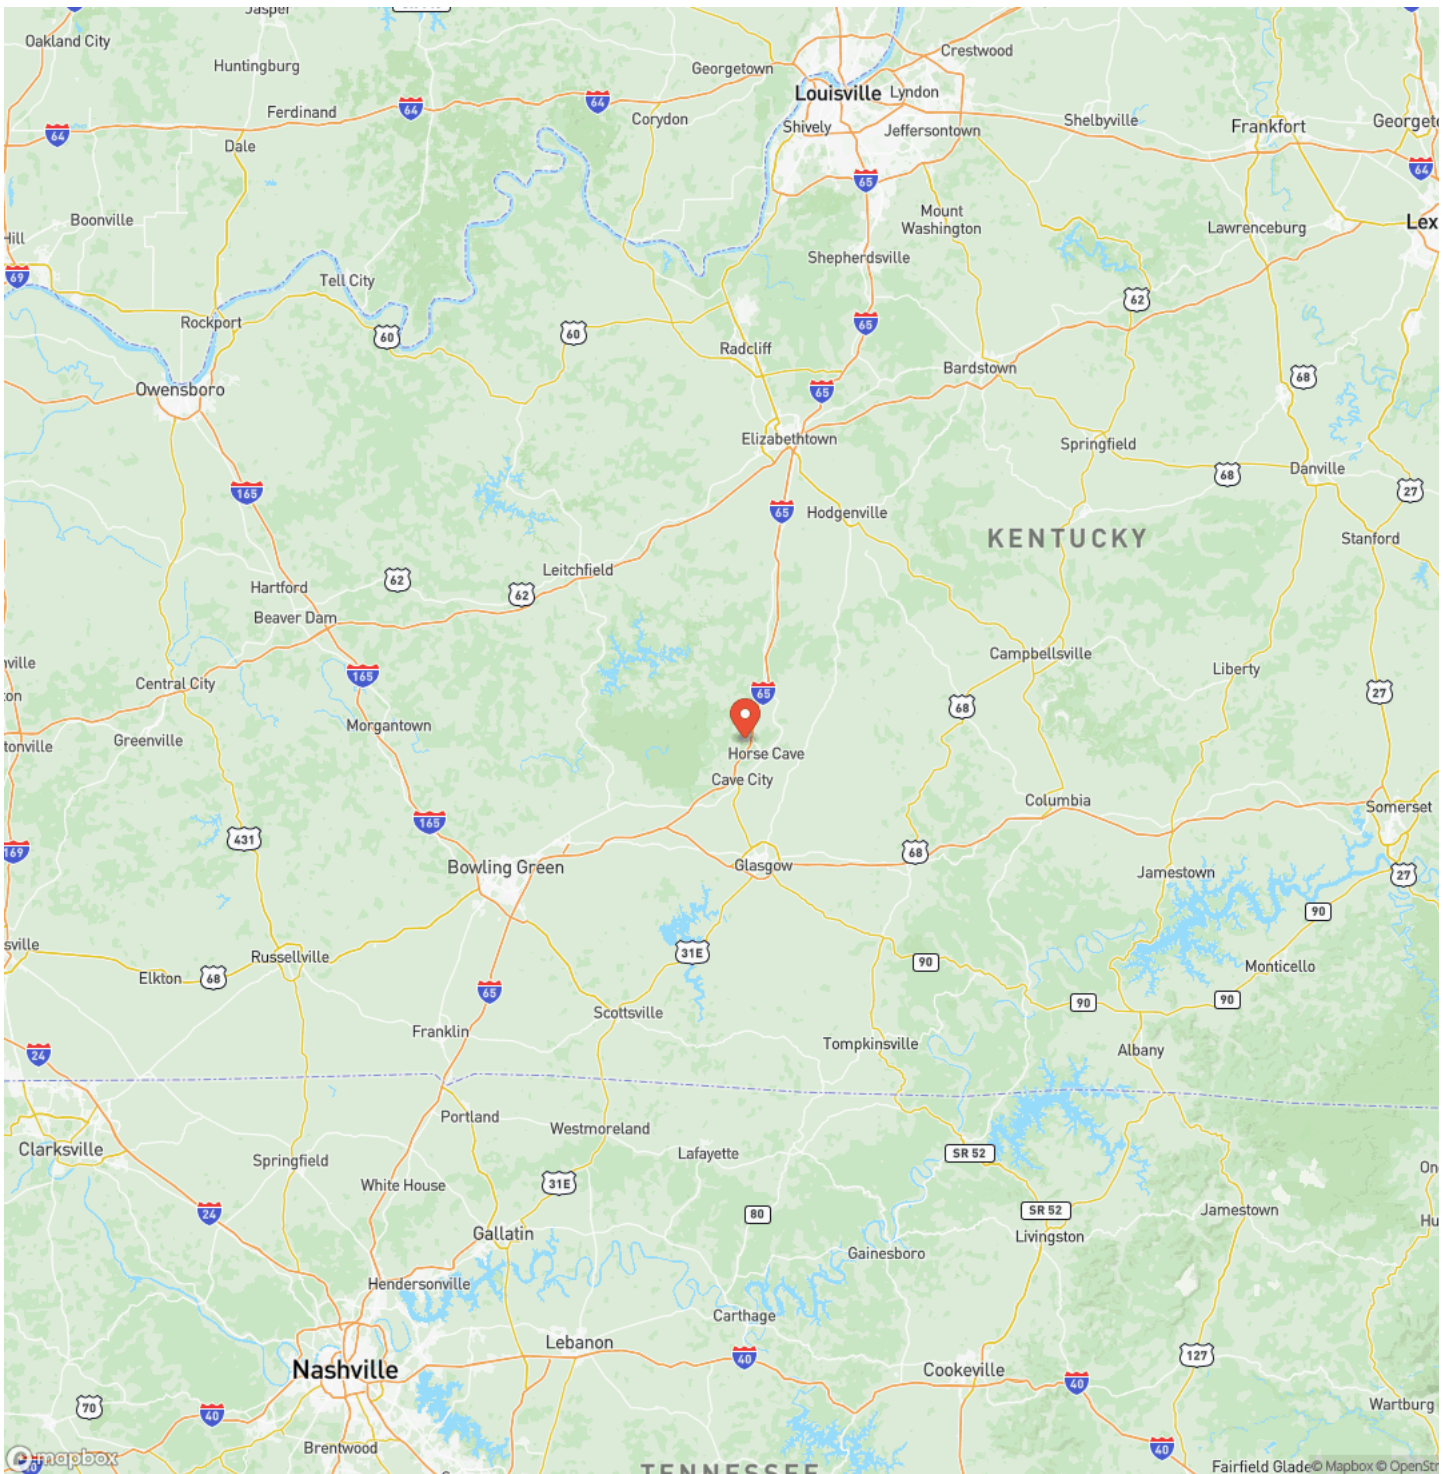 Jasper
Oakland City
Huntingburg
Georgetown
Crestwood
Louisville
Lyndon
64
64
Ferdinand
Corydon
Shively
Jeffersontown
Shelbyville
Frankfort
64
Dale
64
65
Boonville
Mount
Washington
Lawrenceburg
Lex
69
Shepherdsville
Tell City
62
Rockport
60
60
65
Radcliff
Owensboro
65
Bardstown
68
Elizabethtown
Springfield
Danville
165
65
Hodgenville
68
27
KENTUCKY
Stanford
Leitchfield
62
62
Hartford
Beaver Dam
Campbellsville
Liberty
165
65
68
27
Central City
Morgantown
Greenville
Horse Cave
Cave City
Columbia
Somerset
165
431
169
Bowling Green
Glasgow
68
Jamestown
27
90
31E
Russellville
Elkton
68
90
Monticello
65
90
90
Scottsville
Franklin
Tompkinsville
Albany
24
Portland
Westmoreland
Clarksville
Springfield
Lafayette
SR 52
White House
31E
24
80
SR 52
Jamestown
Gallatin
Livingston
Gainesboro
Hendersonville
Carthage
Lebanon
40
Nashville
Cookeville
127
40
70
40
Wartburg
Brentwood
40
mapbox
TENNESSEE
Fairfield Glade
© Mapbox © OpenStr